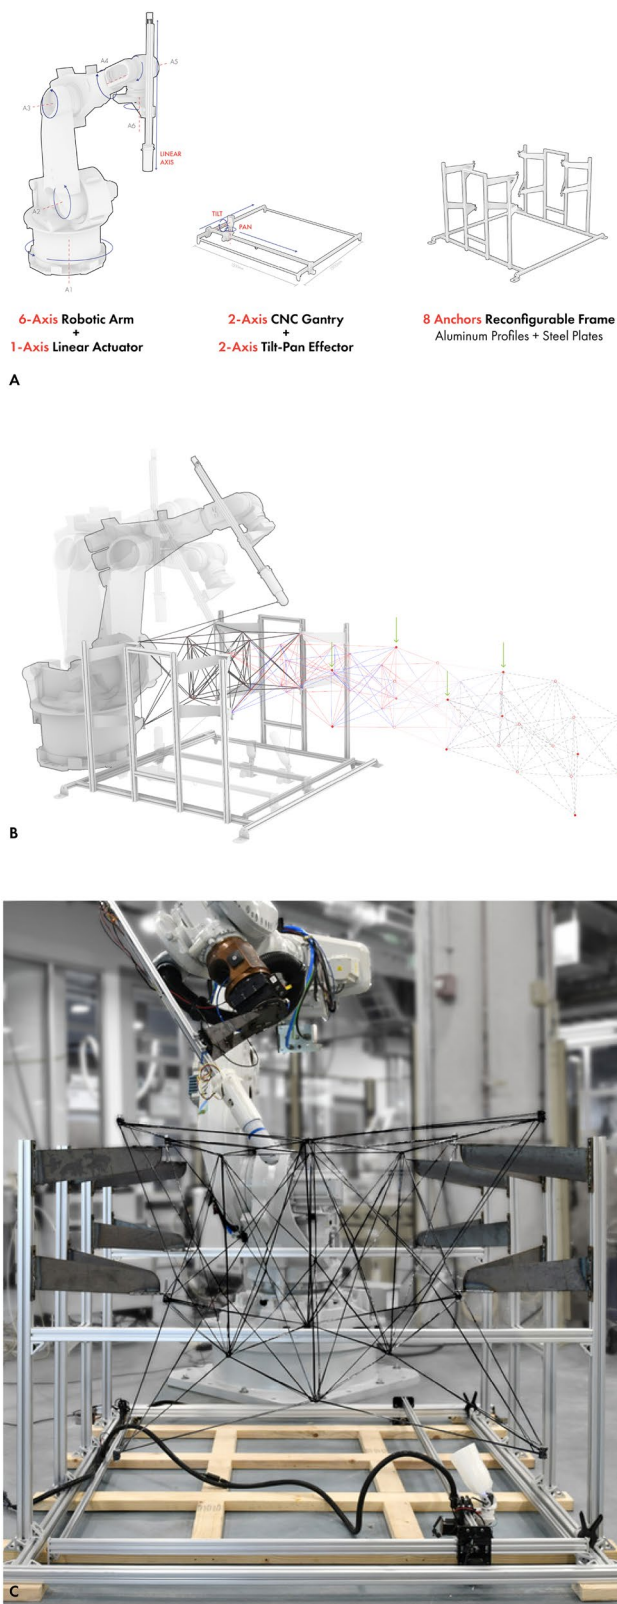 A4
A5
A3
A6
LINEAR
AXIS
A2
TILT
PAN
A1
6-Axis Robotic Arm
+
1-Axis Linear Actuator
2-Axis CNC Gantry
+
2-Axis Tilt-Pan Effector
8 Anchors Reconfigurable Frame
Aluminum Profiles + Steel Plates
A
B
C